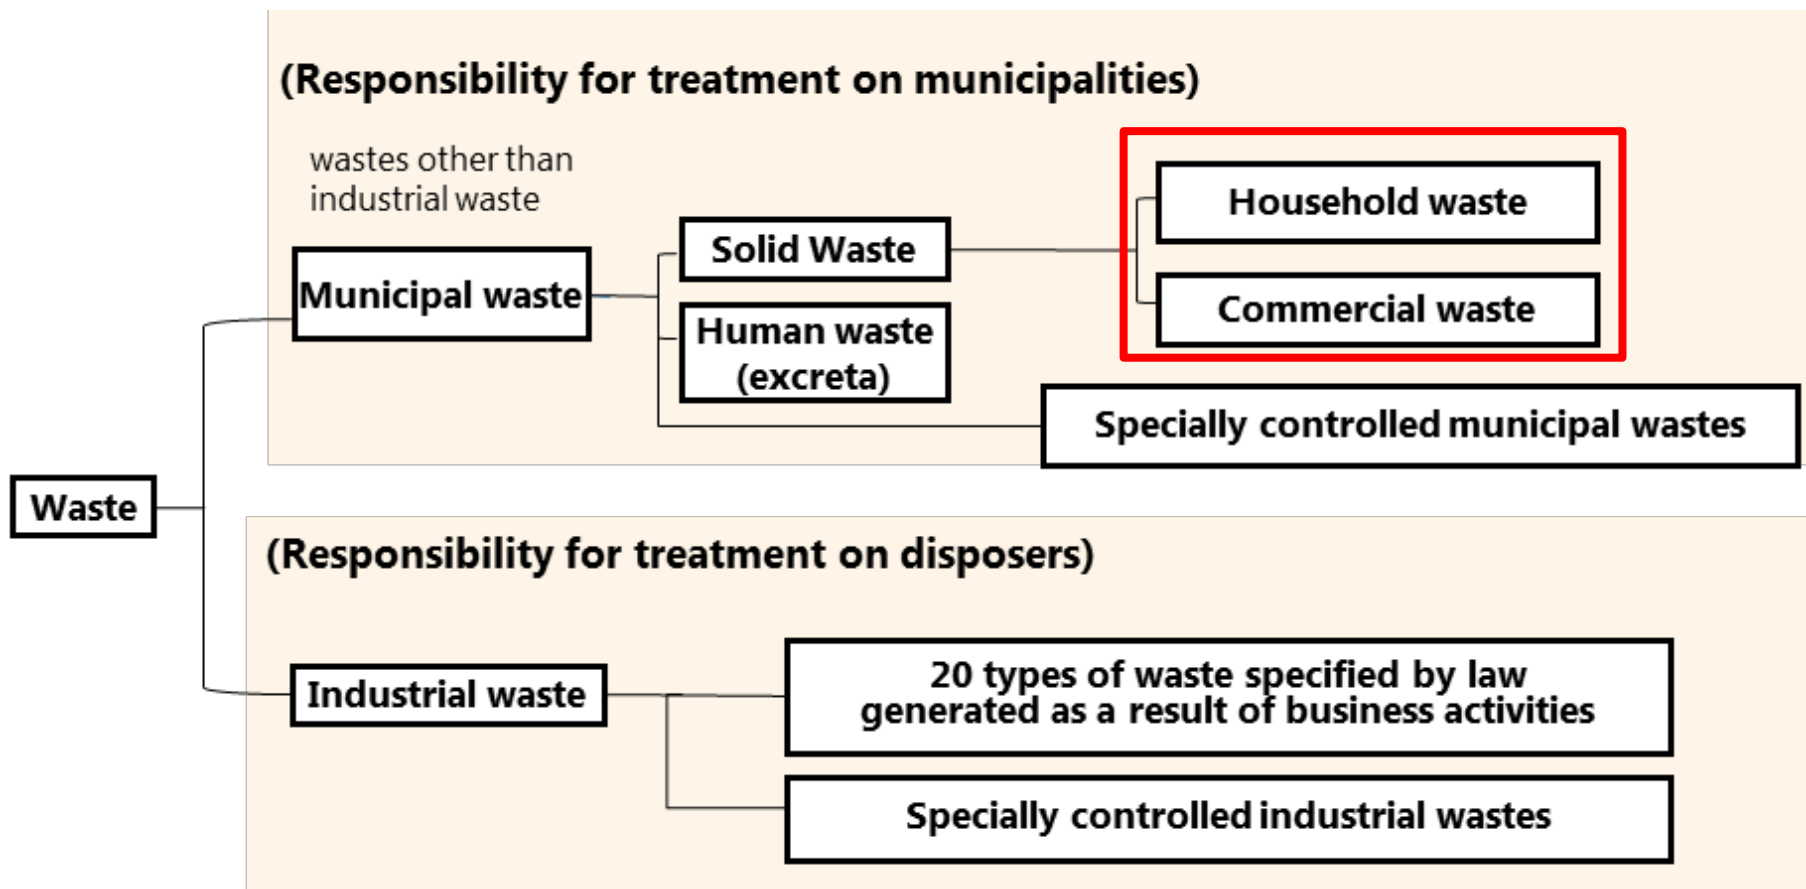 (Responsibility for treatment on municipalities)
wastes other than
industrial waste
Household waste
Solid Waste
Municipal waste
Commercial waste
Human waste
(excreta)
Specially controlled municipal wastes
Waste
(Responsibility for treatment on disposers)
Industrial waste
20 types of waste specified by law
generated as a result of business activities
Specially controlled industrial wastes